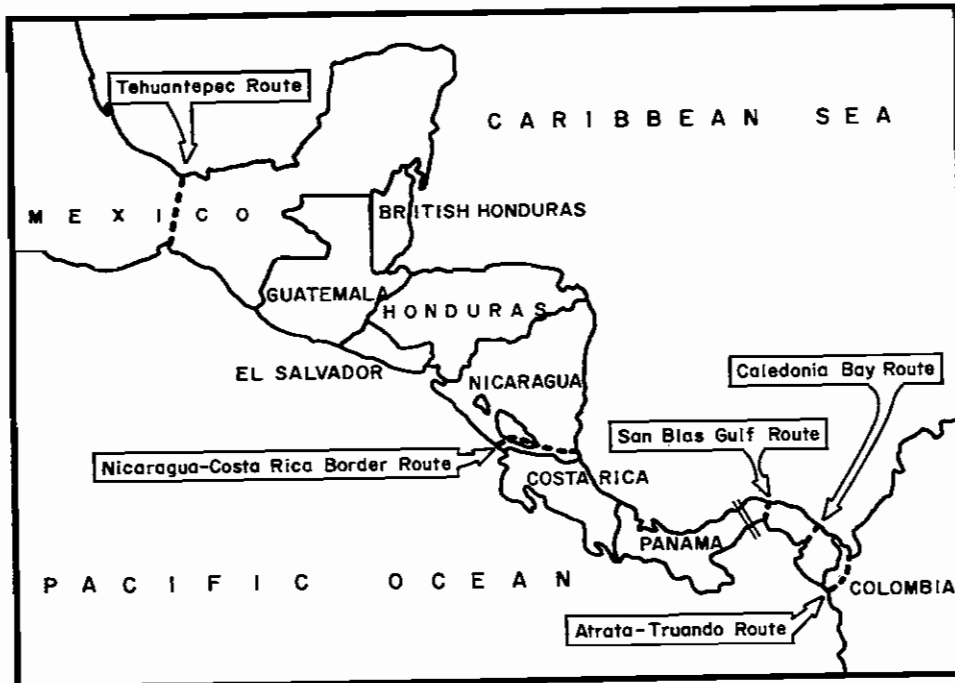 Tehuantepec Route
CARIBBEAN SEA
MEXICO
BRITISH HONDURAS
GUATEMALA
HONDURAS
EL SALVADOR
NICARAGUA
Caledonia Bay Route
San Blas Gulf Route
Nicaragua-Costa Rica Border Route
COSTA RICA
PANAMA
PACIFIC OCEAN
COLOMBIA
Atrata-Truando Route